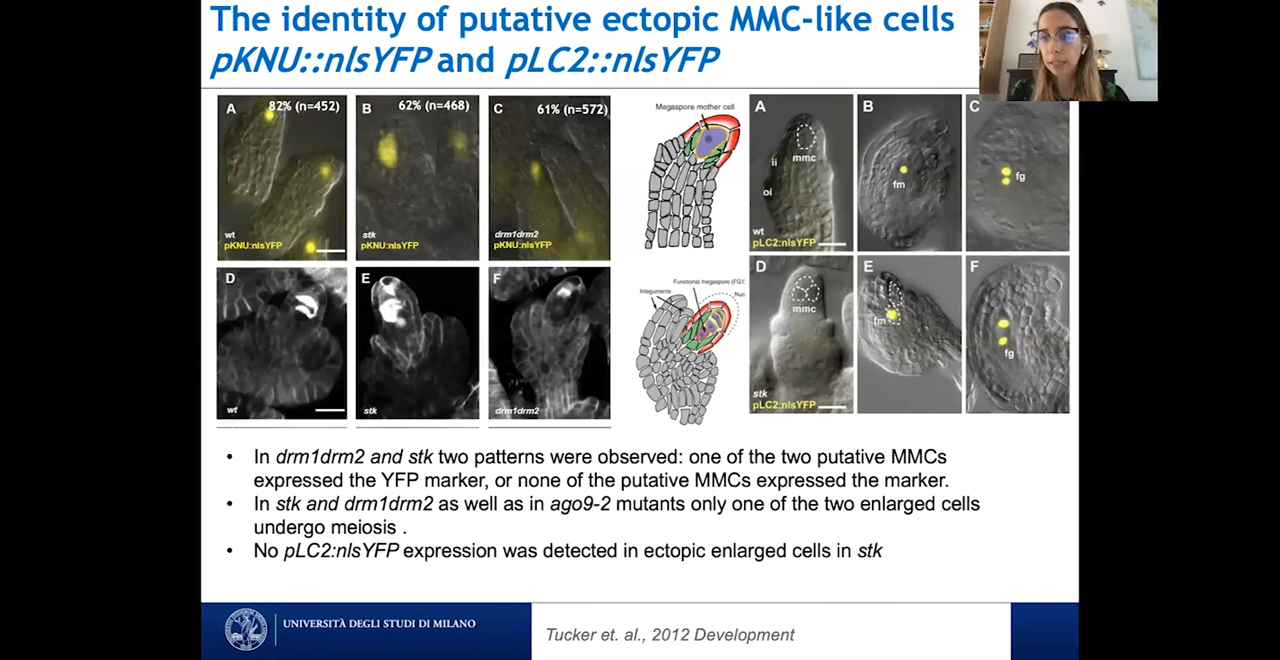 The identity of putative ectopic MMC-like cells
pKNU::nlsYFP and pLC2::nlsYFP
A
82% (n=452)
wt
pKNU:nlsYFP
B
62% (n=468)
stk
pKNU:nlsYFP
C
61% (n=572)
drm1drm2
pKNU:nlsYFP
D
wt
E
stk
F
drm1drm2
Megaspore mother cell
Functional megaspore (FG1)
Integuments
Nuc
A
mmc
ii
oi
wt
pLC2:nlsYFP
B
fm
C
fg
D
mmc
stk
pLC2:nlsYFP
E
fm
F
fg
• In drm1drm2 and stk two patterns were observed: one of the two putative MMCs
expressed the YFP marker, or none of the putative MMCs expressed the marker.
• In stk and drm1drm2 as well as in ago9-2 mutants only one of the two enlarged cells
undergo meiosis .
• No pLC2:nlsYFP expression was detected in ectopic enlarged cells in stk
UNIVERSITÀ DEGLI STUDI DI MILANO
Tucker et. al., 2012 Development